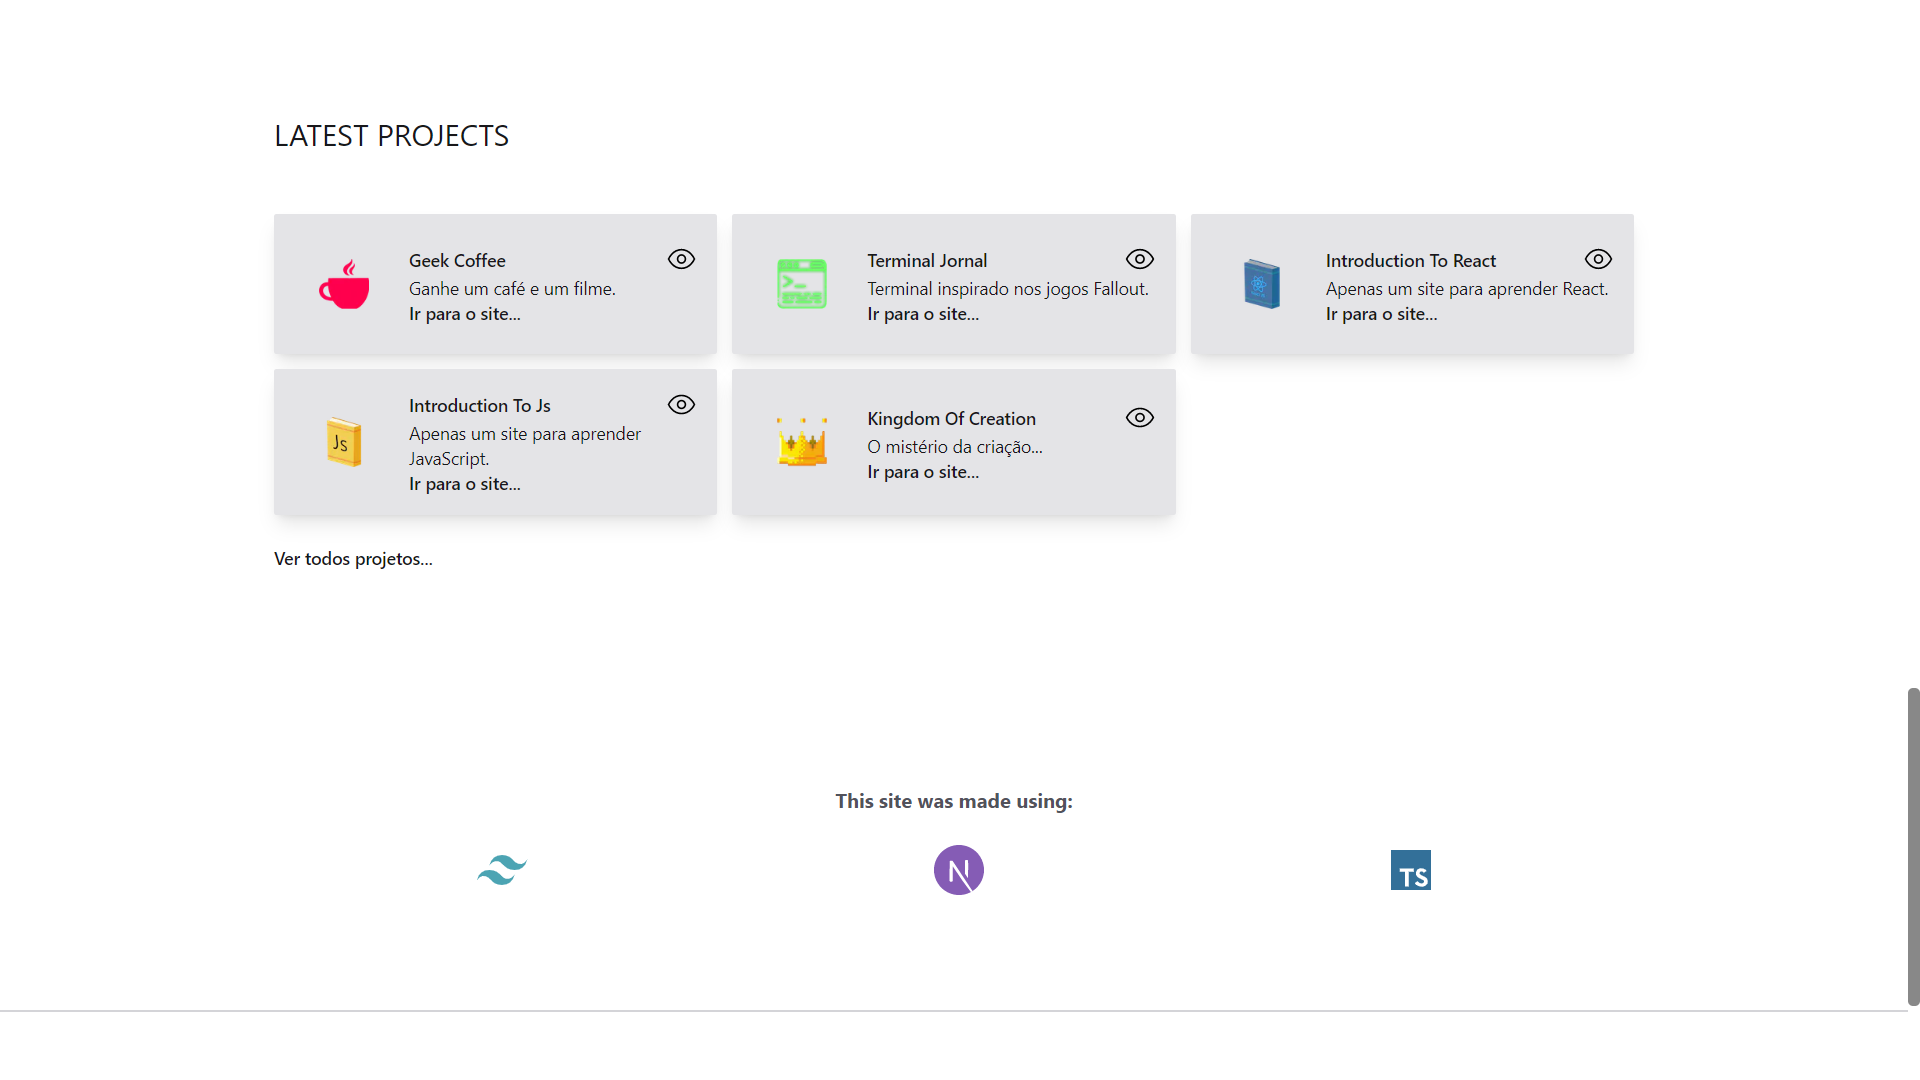 LATEST PROJECTS
Geek Coffee
Ganhe um café e um filme.
Ir para o site...
Terminal Jornal
Terminal inspirado nos jogos Fallout.
Ir para o site...
Introduction To React
Apenas um site para aprender React.
Ir para o site...
Js
Introduction To Js
Apenas um site para aprender
JavaScript.
Ir para o site...
Kingdom Of Creation
O mistério da criação...
Ir para o site...
Ver todos projetos...
This site was made using:
N
TS